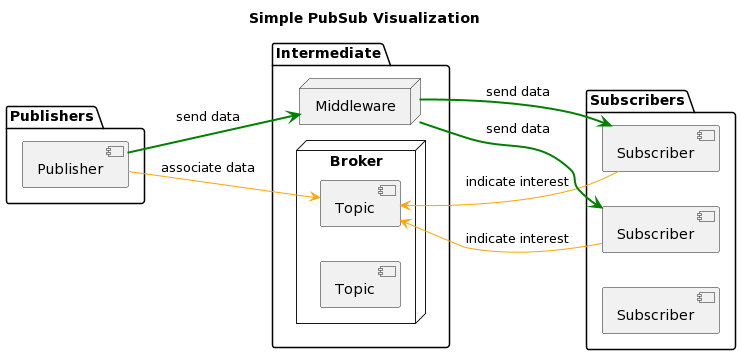 Simple PubSub Visualization
Publishers
Publisher
send data
associate data
Intermediate
Middleware
Broker
Topic
Topic
send data
send data
indicate interest
indicate interest
Subscribers
Subscriber
Subscriber
Subscriber